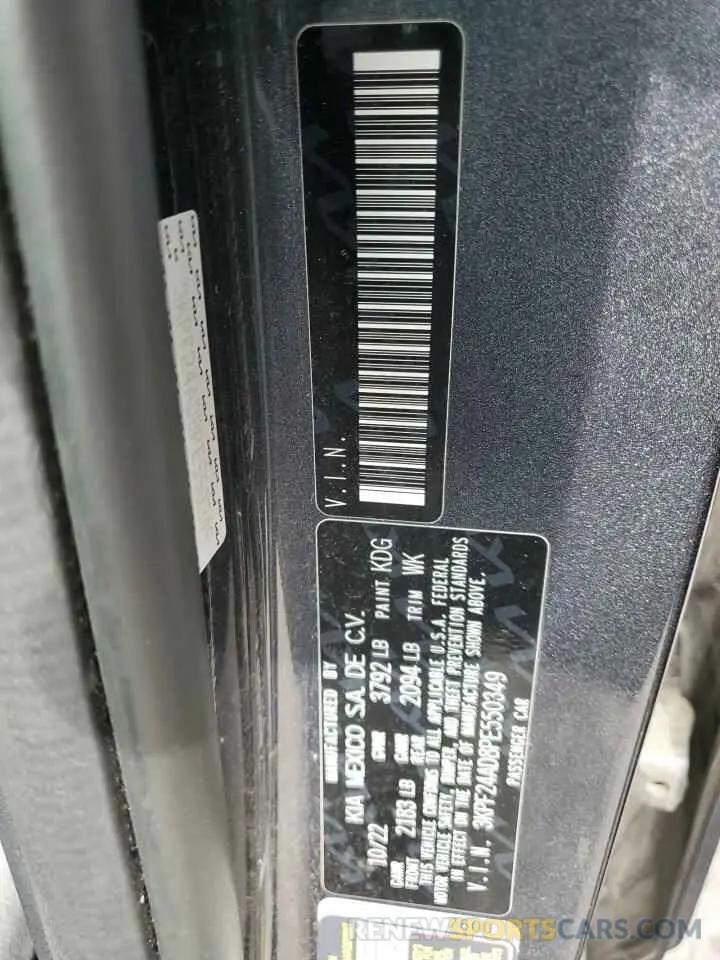 V.I.N.
MANUFACTURED BY
KIA MEXICO S.A. DE C.V.
10/22 GVWR 3792 LB PAINT KDG
GAWR FRONT 2183 LB GAWR REAR 2094 LB TRIM WK
THIS VEHICLE CONFORMS TO ALL APPLICABLE U.S.A. FEDERAL
MOTOR VEHICLE SAFETY, BUMPER, AND THEFT PREVENTION STANDARDS
IN EFFECT ON THE DATE OF MANUFACTURE SHOWN ABOVE.
V.I.N. 3KPF24AD8PE550349
PASSENGER CAR
RENEWSPORTSCARS.COM